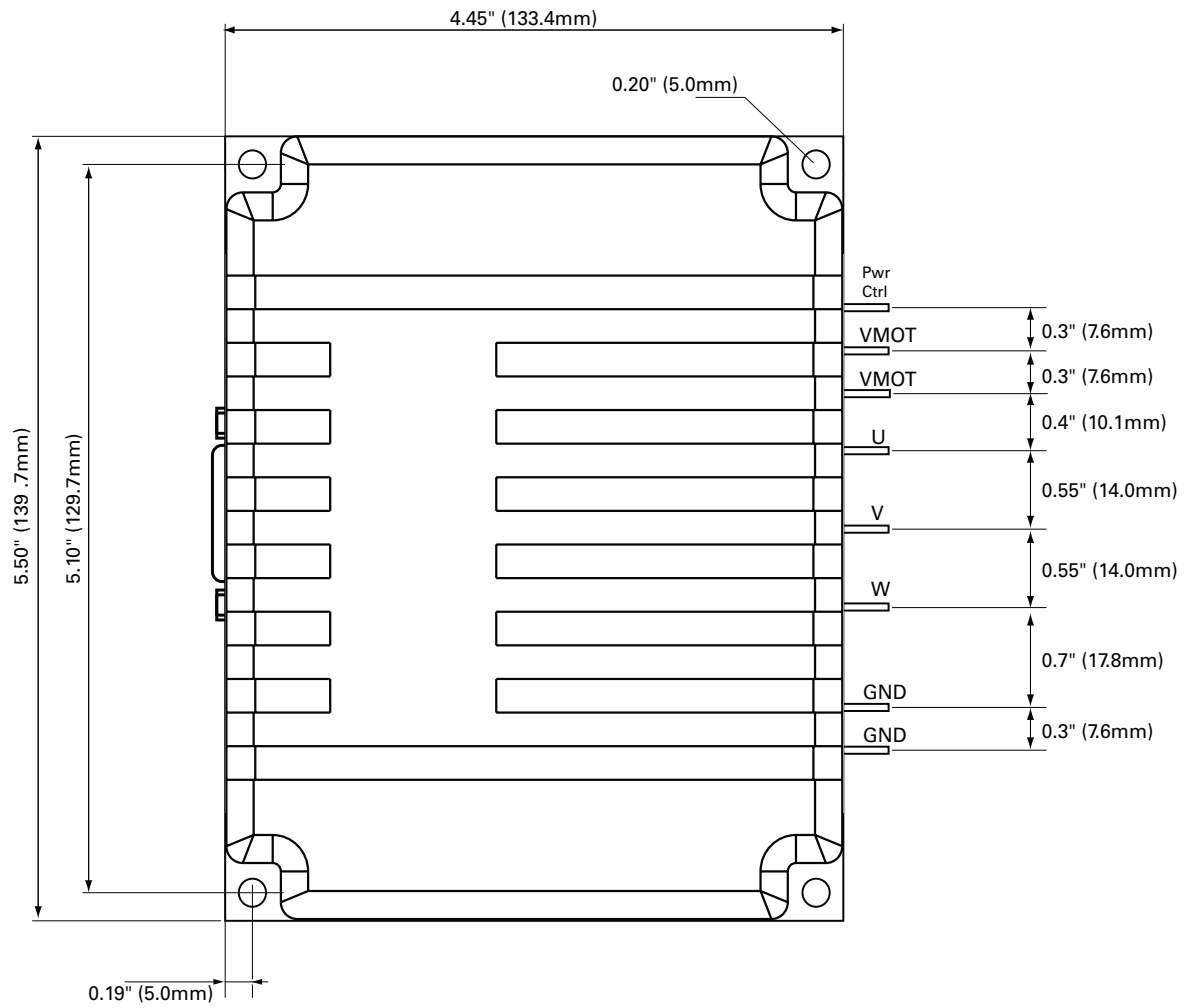 4.45" (133.4mm)
0.20" (5.0mm)
Pwr
Ctrl
VMOT
0.3" (7.6mm)
VMOT
0.3" (7.6mm)
U
0.4" (10.1mm)
V
0.55" (14.0mm)
W
0.55" (14.0mm)
GND
0.7" (17.8mm)
GND
0.3" (7.6mm)
5.50" (139 .7mm)
5.10" (129.7mm)
0.19" (5.0mm)